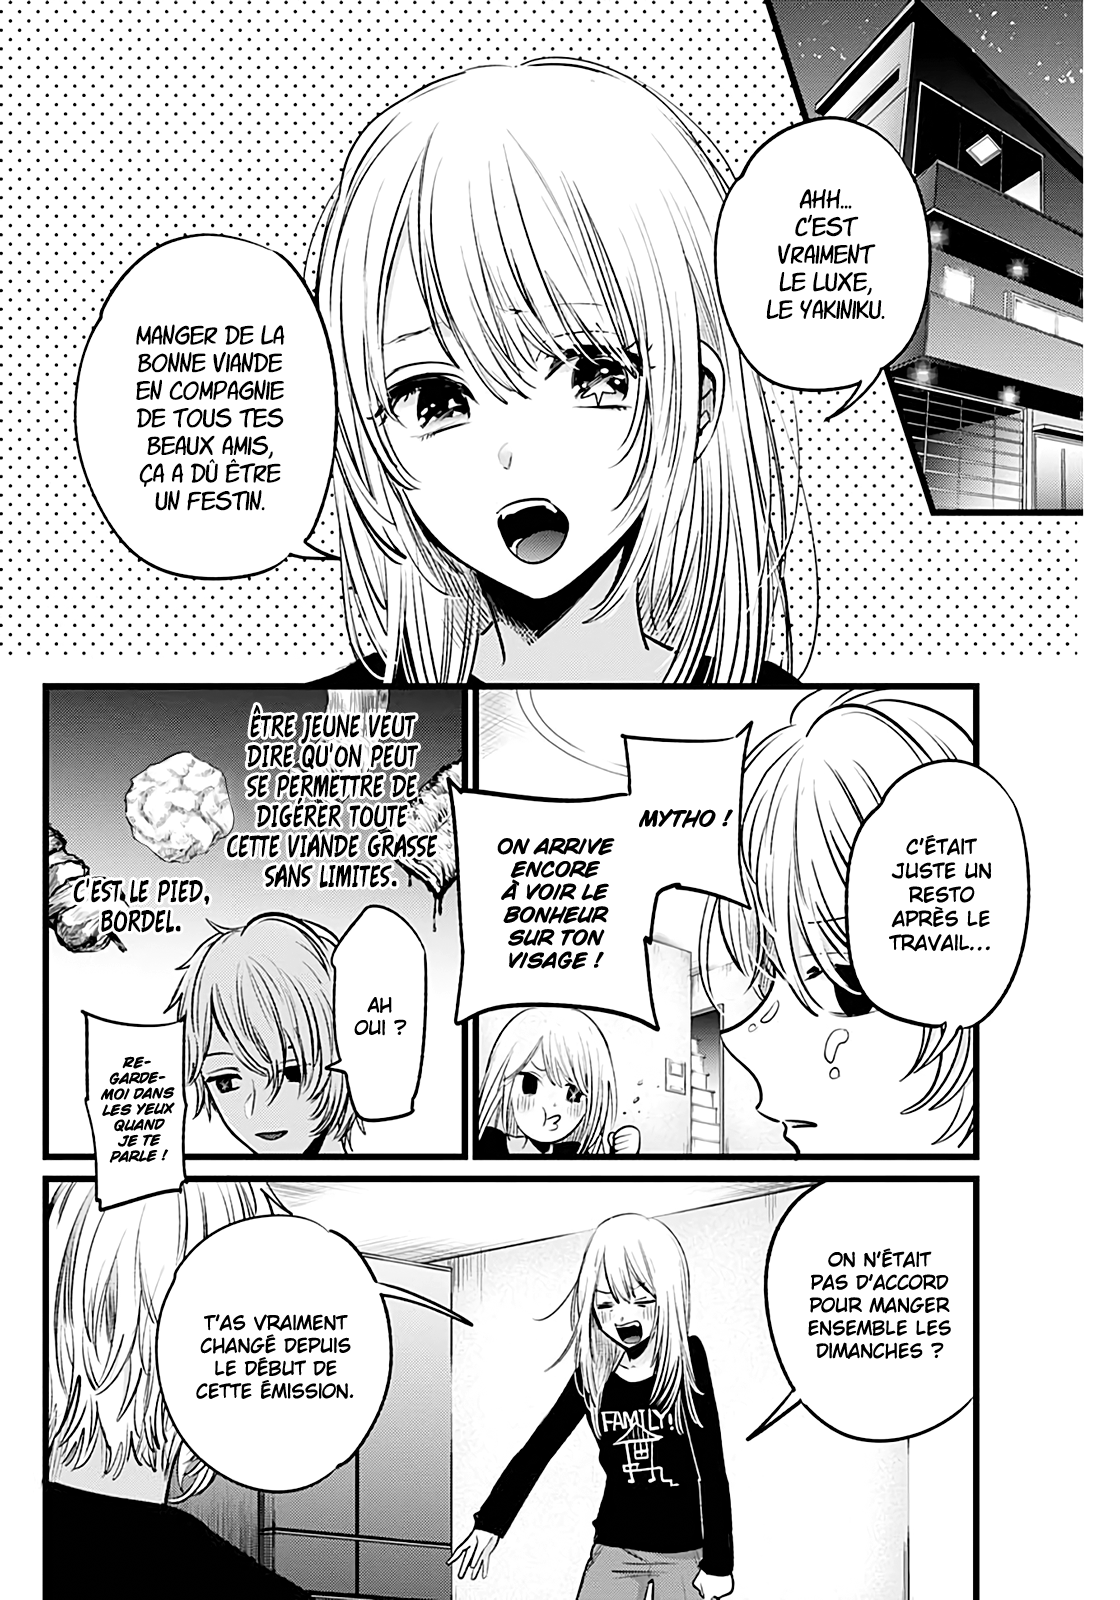 AHH...
C'EST
VRAIMENT
LE LUXE,
LE YAKINIKU.
MANGER DE LA
BONNE VIANDE
EN COMPAGNIE
DE TOUS TES
BEAUX AMIS,
ÇA A DÛ ÊTRE
UN FESTIN.
C'ÉTAIT
JUSTE UN
RESTO
APRÈS LE
TRAVAIL...
MYTHO !
ON ARRIVE
ENCORE
À VOIR LE
BONHEUR
SUR TON
VISAGE !
ÊTRE JEUNE VEUT
DIRE QU'ON PEUT
SE PERMETTRE DE
DIGÉRER TOUTE
CETTE VIANDE GRASSE
SANS LIMITES.
C'EST LE PIED,
BORDEL.
AH
OUI ?
RE-
GARDE-
MOI DANS
LES YEUX
QUAND
JE TE
PARLE !
ON N'ÉTAIT
PAS D'ACCORD
POUR MANGER
ENSEMBLE LES
DIMANCHES ?
FAMILY!
T'AS VRAIMENT
CHANGÉ DEPUIS
LE DÉBUT DE
CETTE ÉMISSION.